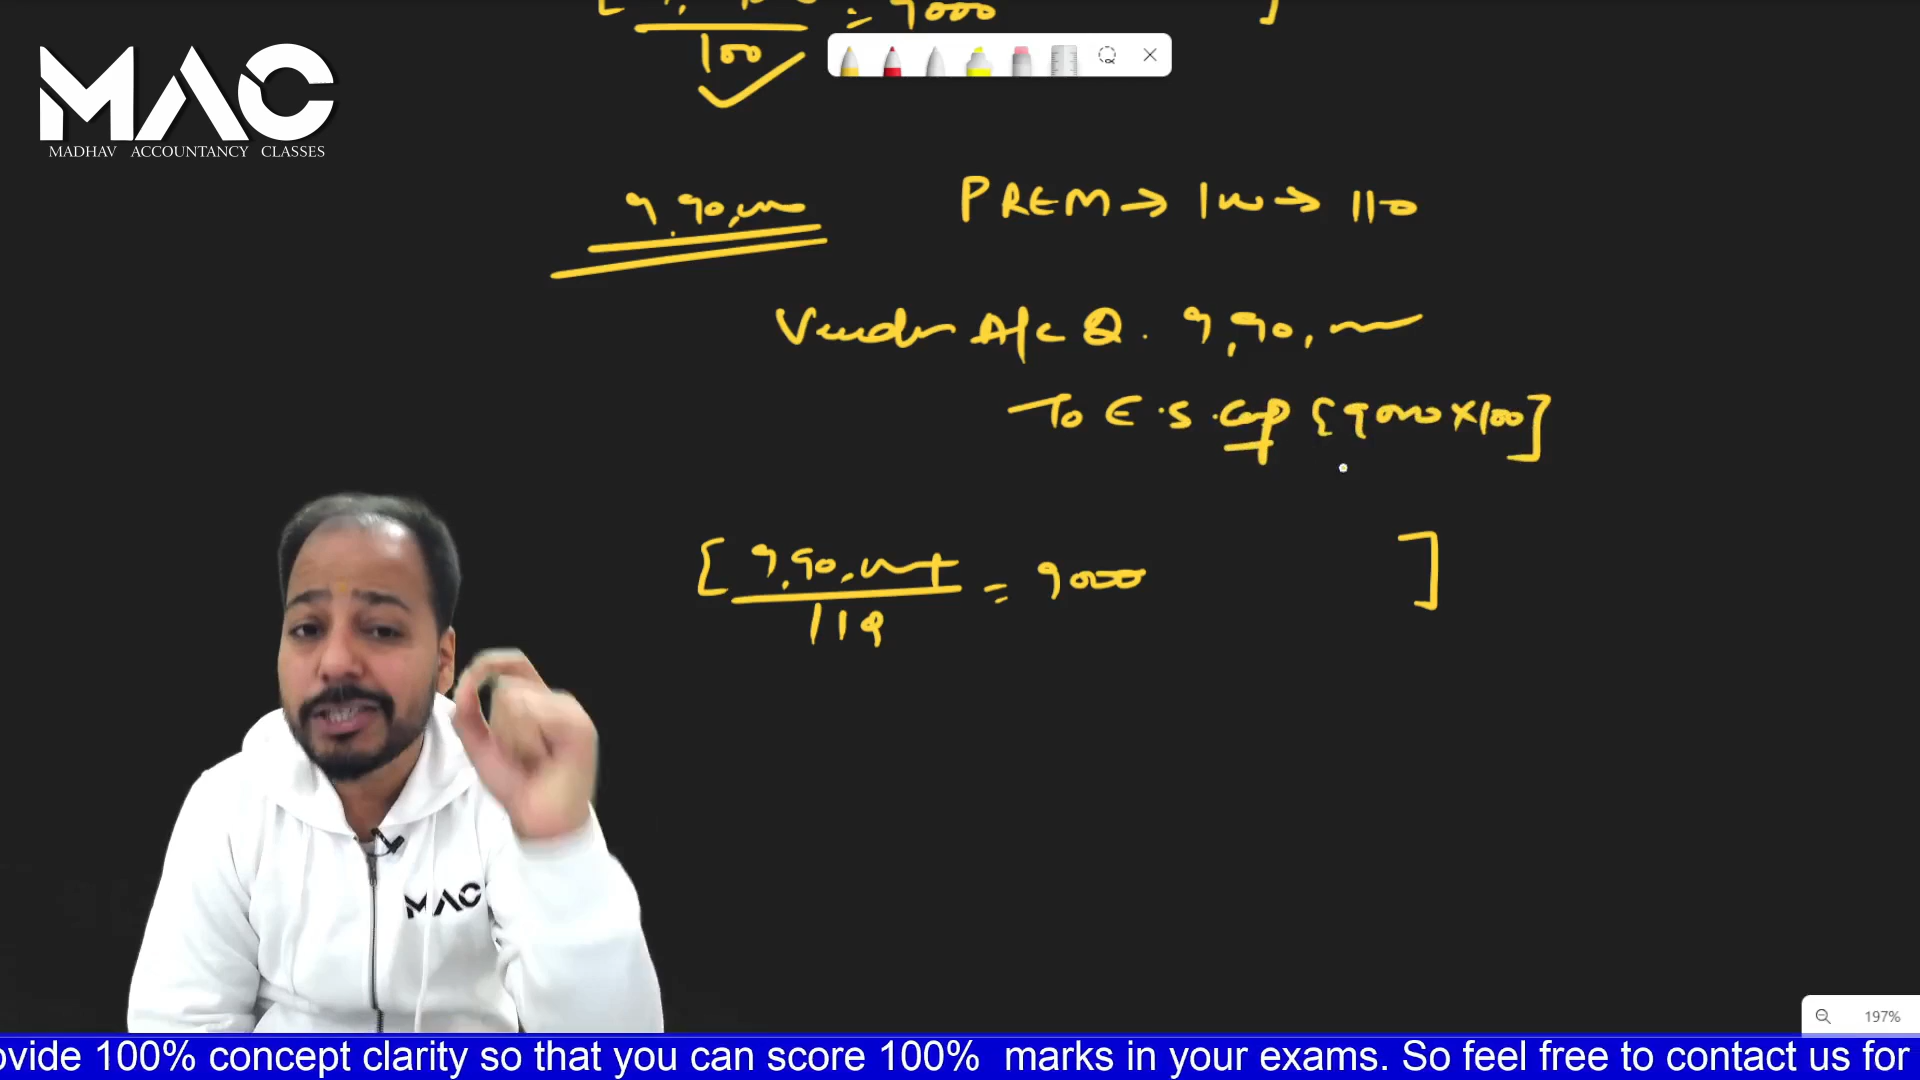 100
= 9000 ]
MAC
MADHAV ACCOUNTANCY CLASSES
9,90,000 PREM → 100 → 110
Vendor A/c Dr. 9,90,000
To E.S.Cap {9000 X 100]
[ 9,90,000 = 9000 ]
110
MAC
197%
ovide 100% concept clarity so that you can score 100% marks in your exams. So feel free to contact us for